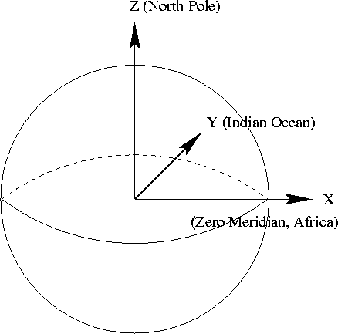 Z (North Pole)
Y (Indian Ocean)
X
(Zero Meridian, Africa)